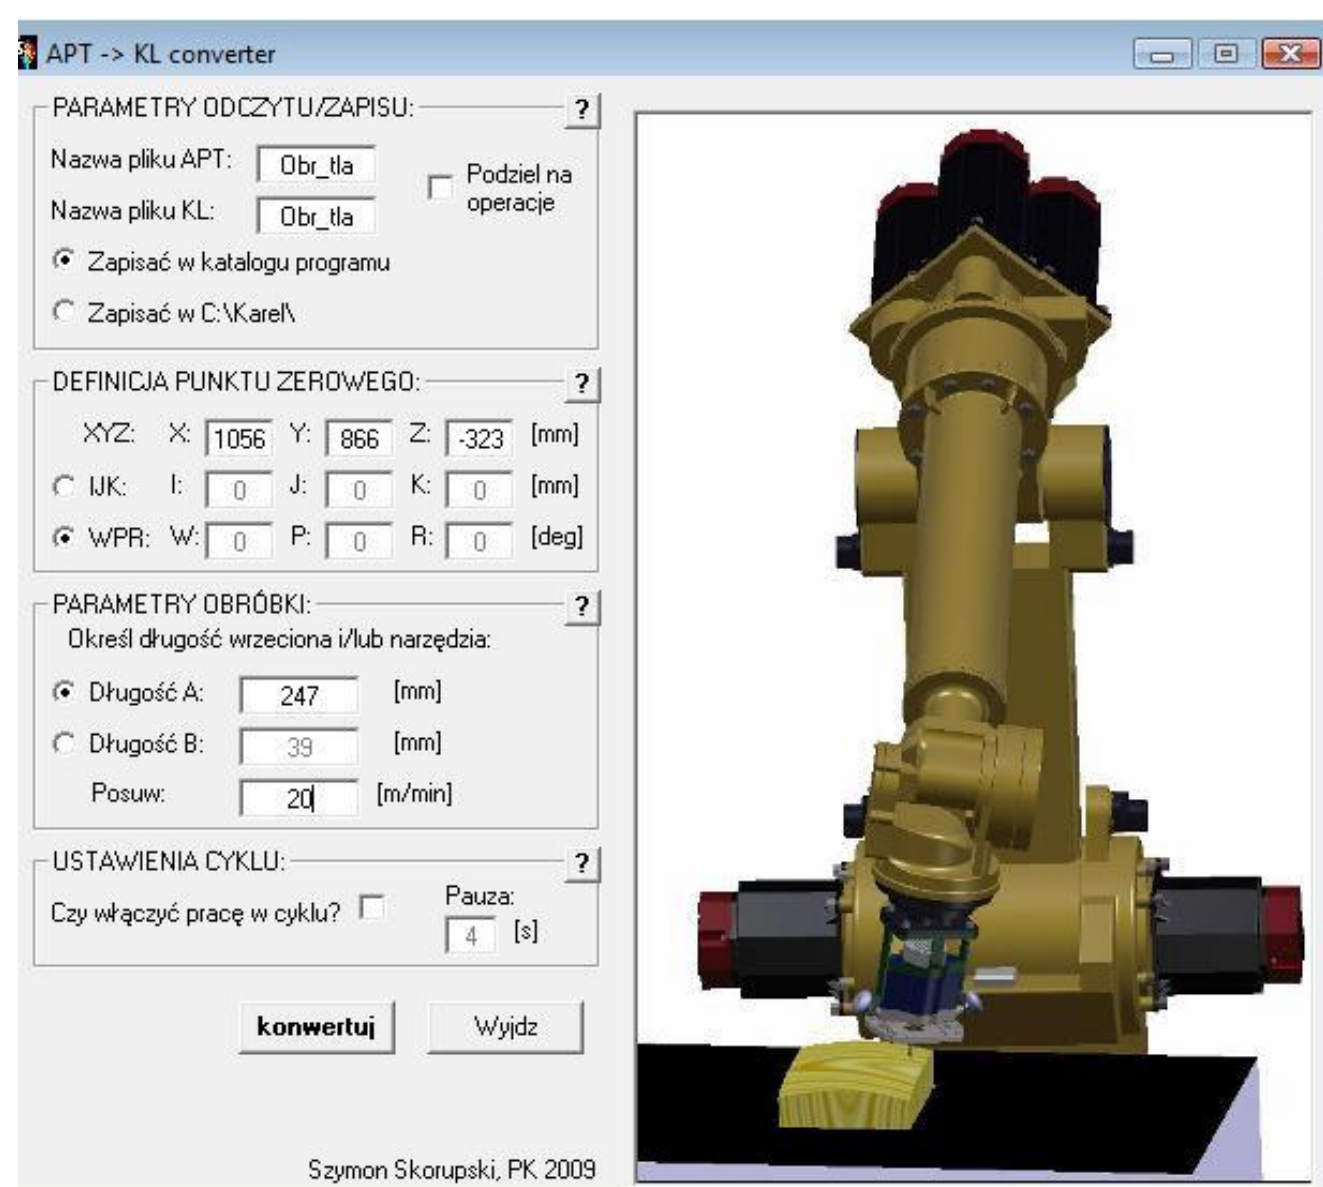 APT -> KL converter
PARAMETRY ODCZYTU/ZAPISU: ?
Nazwa pliku APT: Obr_tla
Podziel na
operacje
Nazwa pliku KL: Obr_tla
Zapisać w katalogu programu
Zapisać w C:\Karel\
DEFINICJA PUNKTU ZEROWEGO: ?
XYZ: X: 1056 Y: 866 Z: -323 [mm]
IJK: I: 0 J: 0 K: 0 [mm]
WPR: W: 0 P: 0 R: 0 [deg]
PARAMETRY OBRÓBKI: ?
Określ długość wrzeciona i/lub narzędzia:
Długość A: 247 [mm]
Długość B: 39 [mm]
Posuw: 20 [m/min]
USTAWIENIA CYKLU: ?
Czy włączyć pracę w cyklu?
Pauza:
4 [s]
konwertuj
Wyjdz
Szymon Skorupski, PK 2009